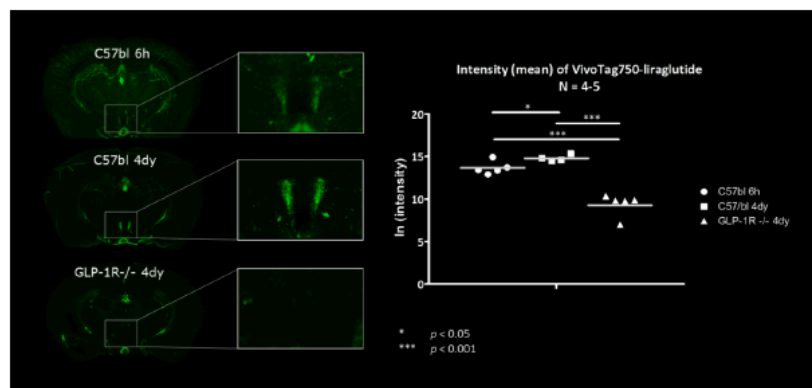 C57bl 6h
C57bl 4dy
GLP-1R-/- 4dy
Intensity (mean) of VivoTag750-liraglutide
N = 4-5
*
***
***
20
15
10
5
0
ln (intensity)
C57bl 6h
C57/bl 4dy
GLP-1R -/- 4dy
* p < 0.05
*** p < 0.001